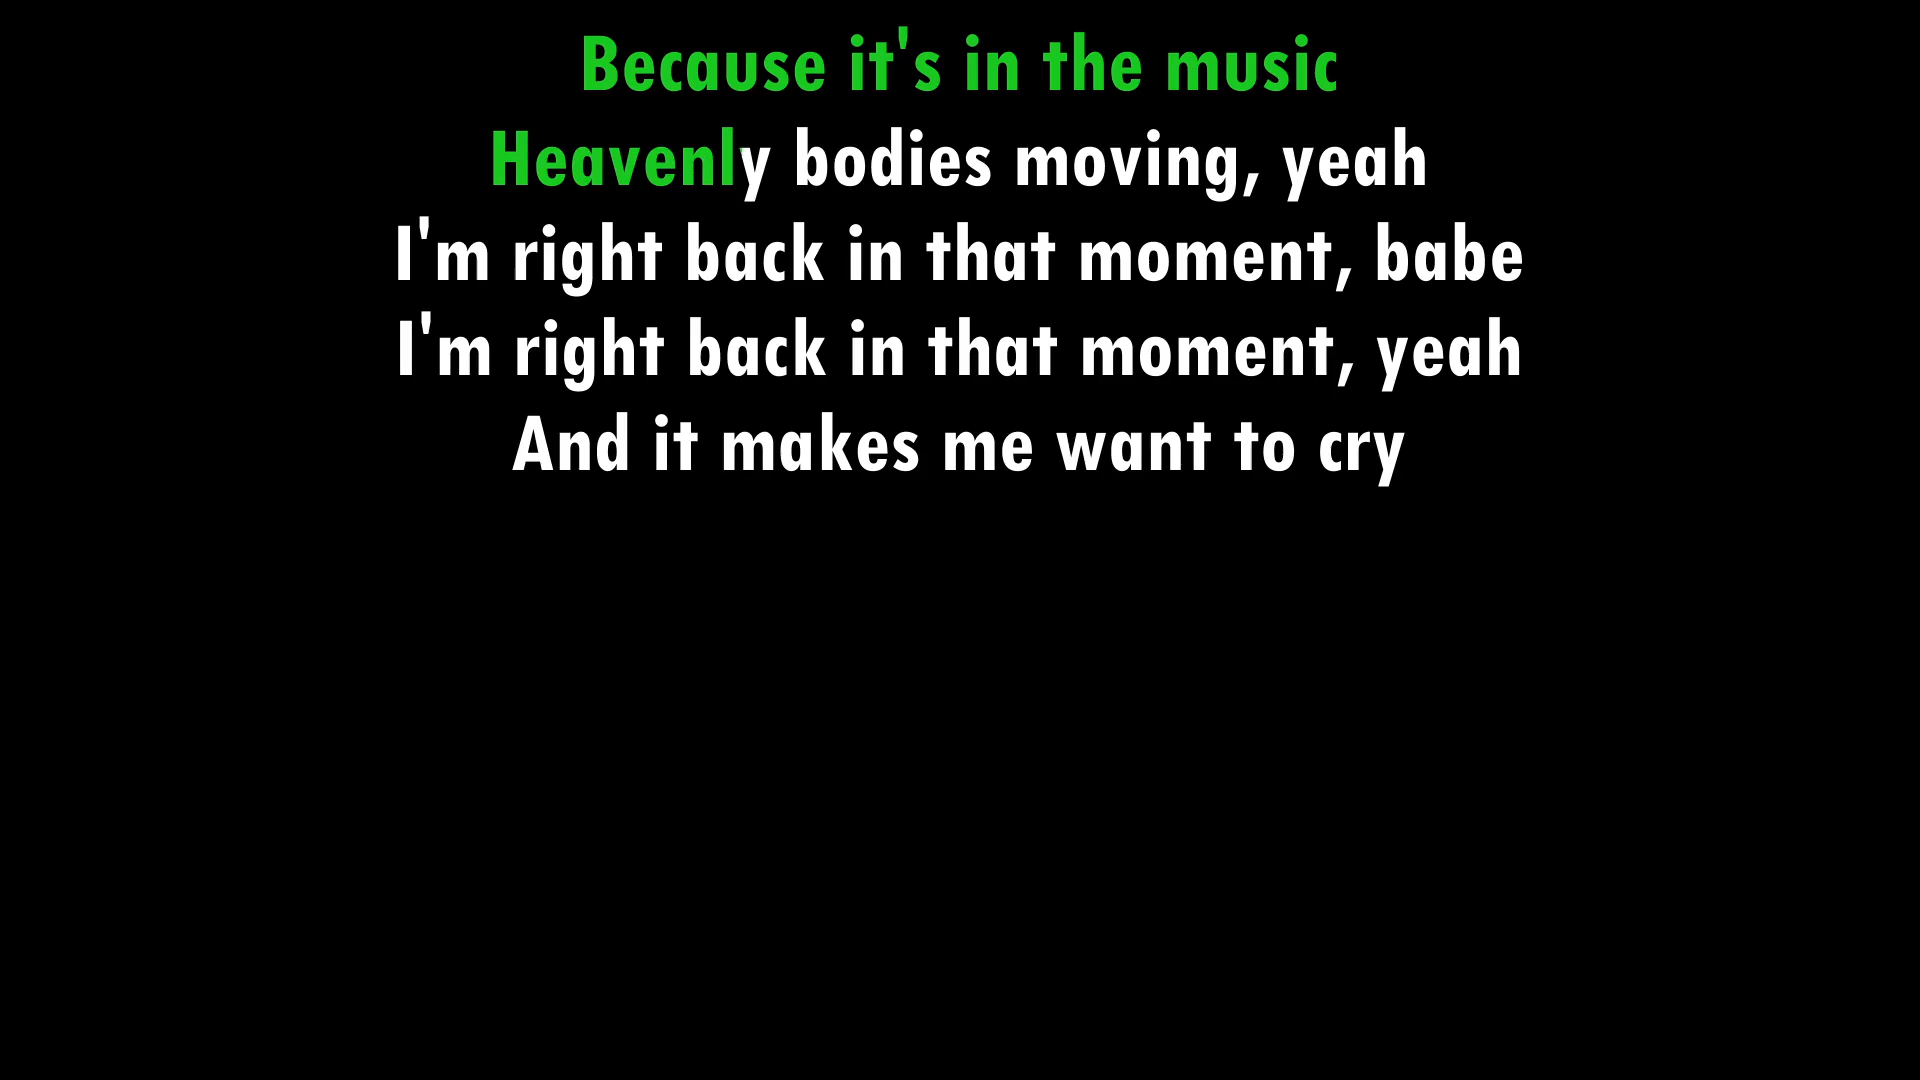 Because it's in the music
Heavenly bodies moving, yeah
I'm right back in that moment, babe
I'm right back in that moment, yeah
And it makes me want to cry